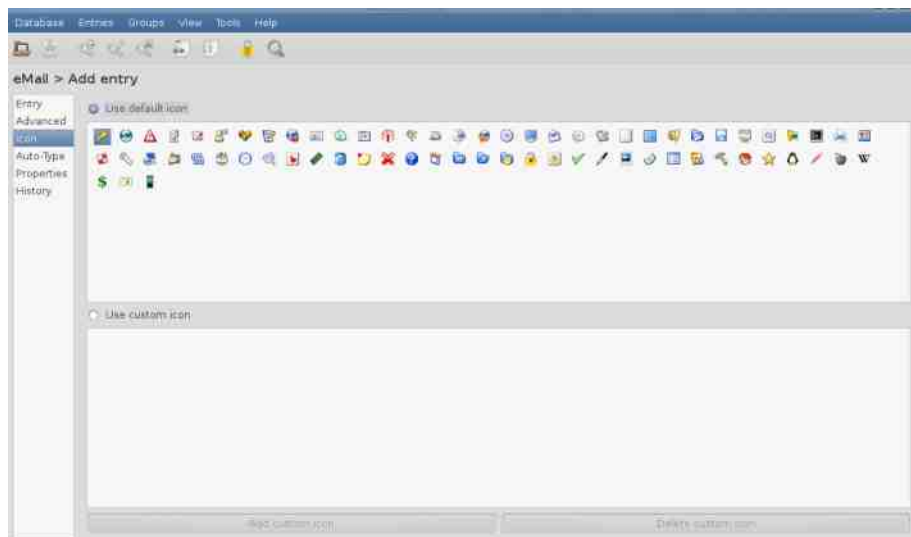 Database Entries Groups View Tools Help
eMail > Add entry
Entry
Advanced
Icon
Auto-Type
Properties
History
Use default icon
Use custom icon
Add custom icon
Delete custom icon